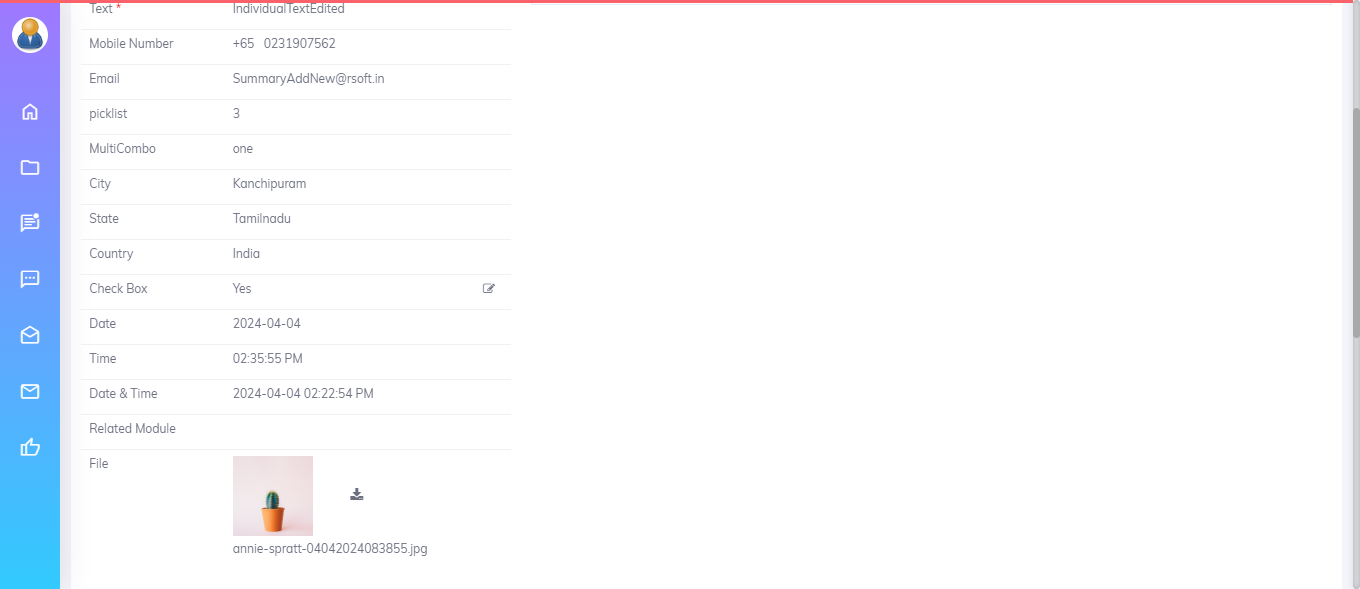 Text * IndividualTextEdited
Mobile Number +65 0231907562
Email SummaryAddNew@rsoft.in
picklist 3
MultiCombo one
City Kanchipuram
State Tamilnadu
Country India
Check Box Yes
Date 2024-04-04
Time 02:35:55 PM
Date & Time 2024-04-04 02:22:54 PM
Related Module
File
annie-spratt-04042024083855.jpg